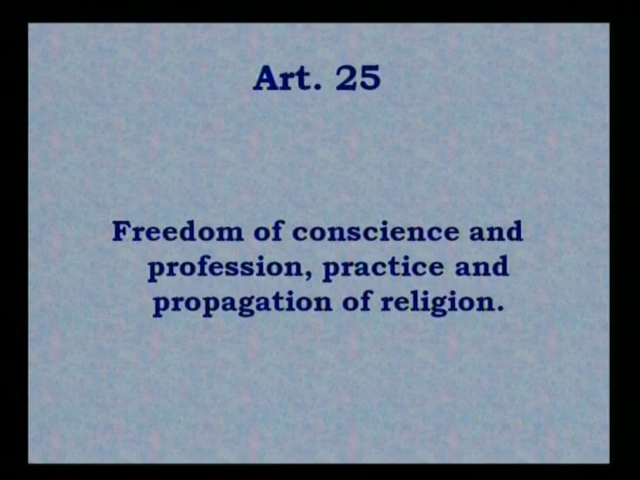 Art. 25
Freedom of conscience and
profession, practice and
propagation of religion.